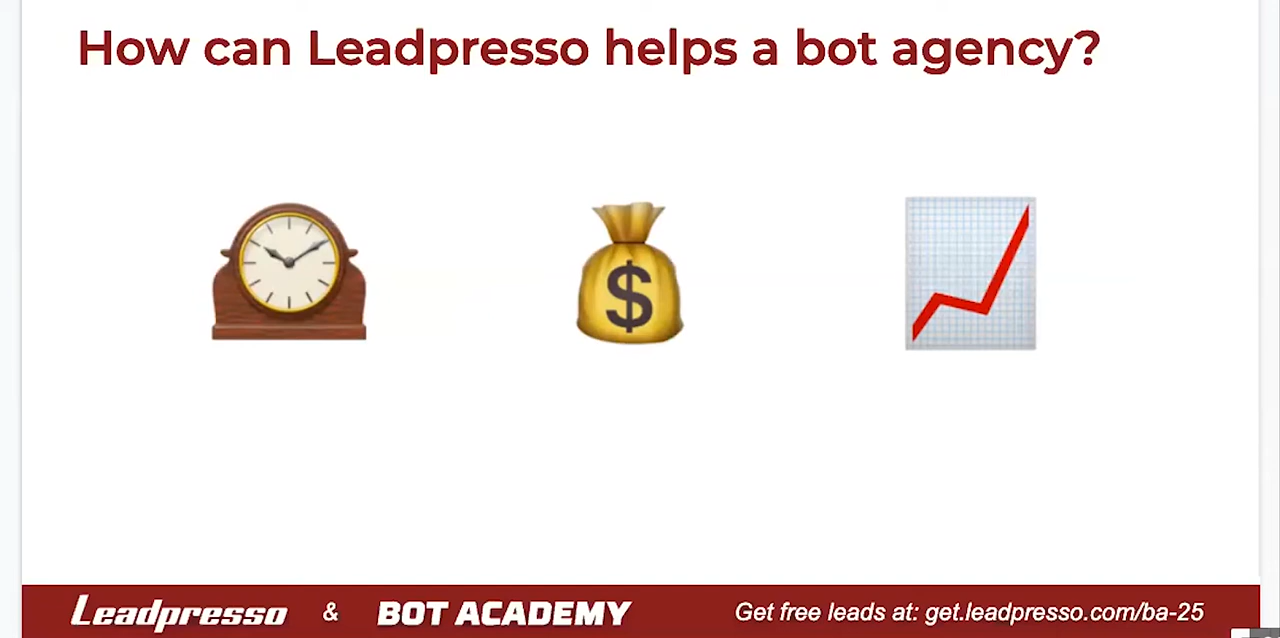 How can Leadpresso helps a bot agency?
$
Leadpresso & BOT ACADEMY Get free leads at: get.leadpresso.com/ba-25